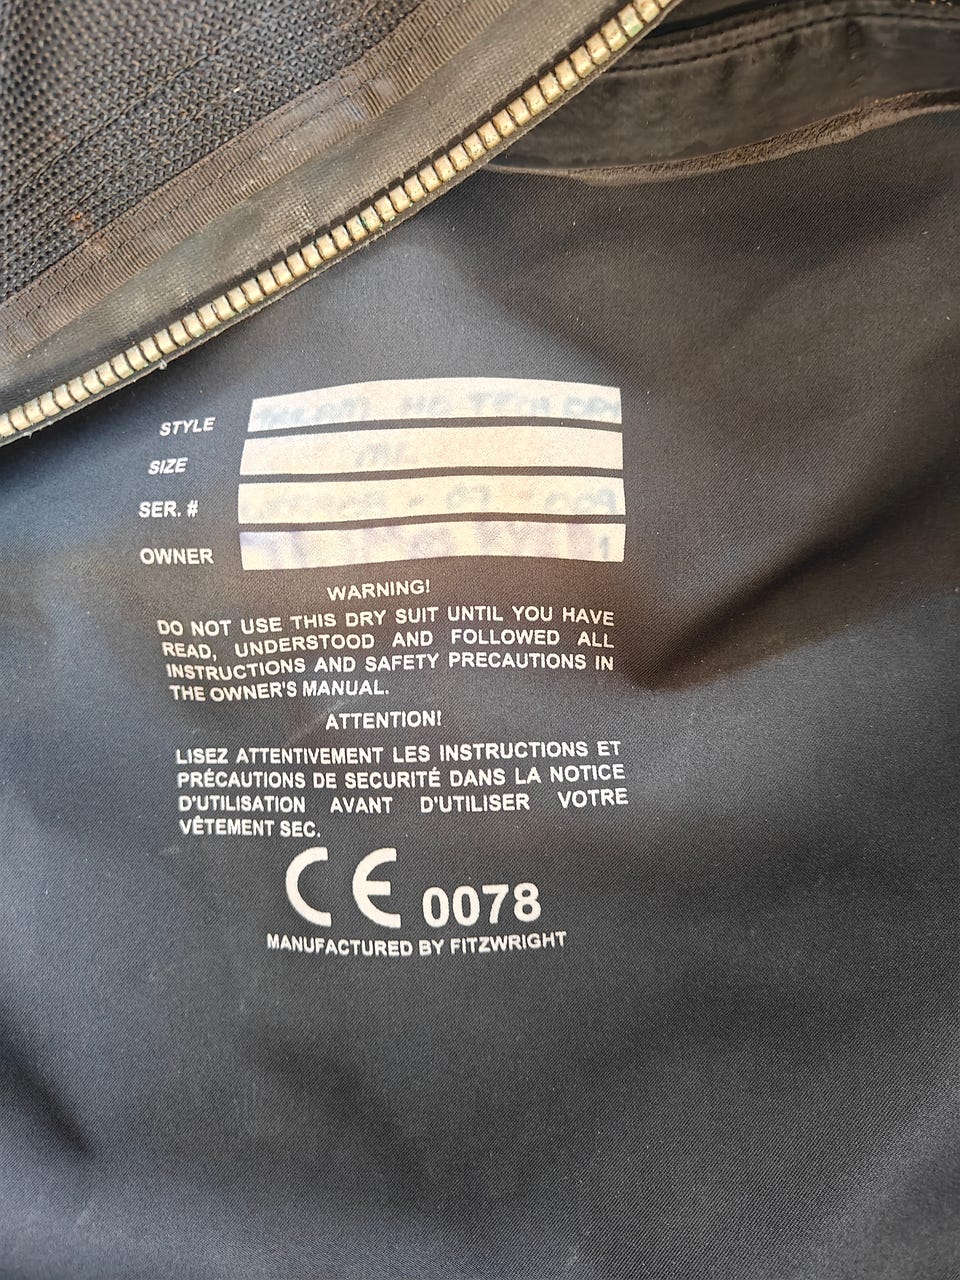 STYLE TECH
SIZE
SER. #
OWNER
WARNING!
DO NOT USE THIS DRY SUIT UNTIL YOU HAVE
READ, UNDERSTOOD AND FOLLOWED ALL
INSTRUCTIONS AND SAFETY PRECAUTIONS IN
THE OWNER'S MANUAL.
ATTENTION!
LISEZ ATTENTIVEMENT LES INSTRUCTIONS ET
PRÉCAUTIONS DE SECURITÉ DANS LA NOTICE
D'UTILISATION AVANT D'UTILISER VOTRE
VÊTEMENT SEC.
CE 0078
MANUFACTURED BY FITZWRIGHT